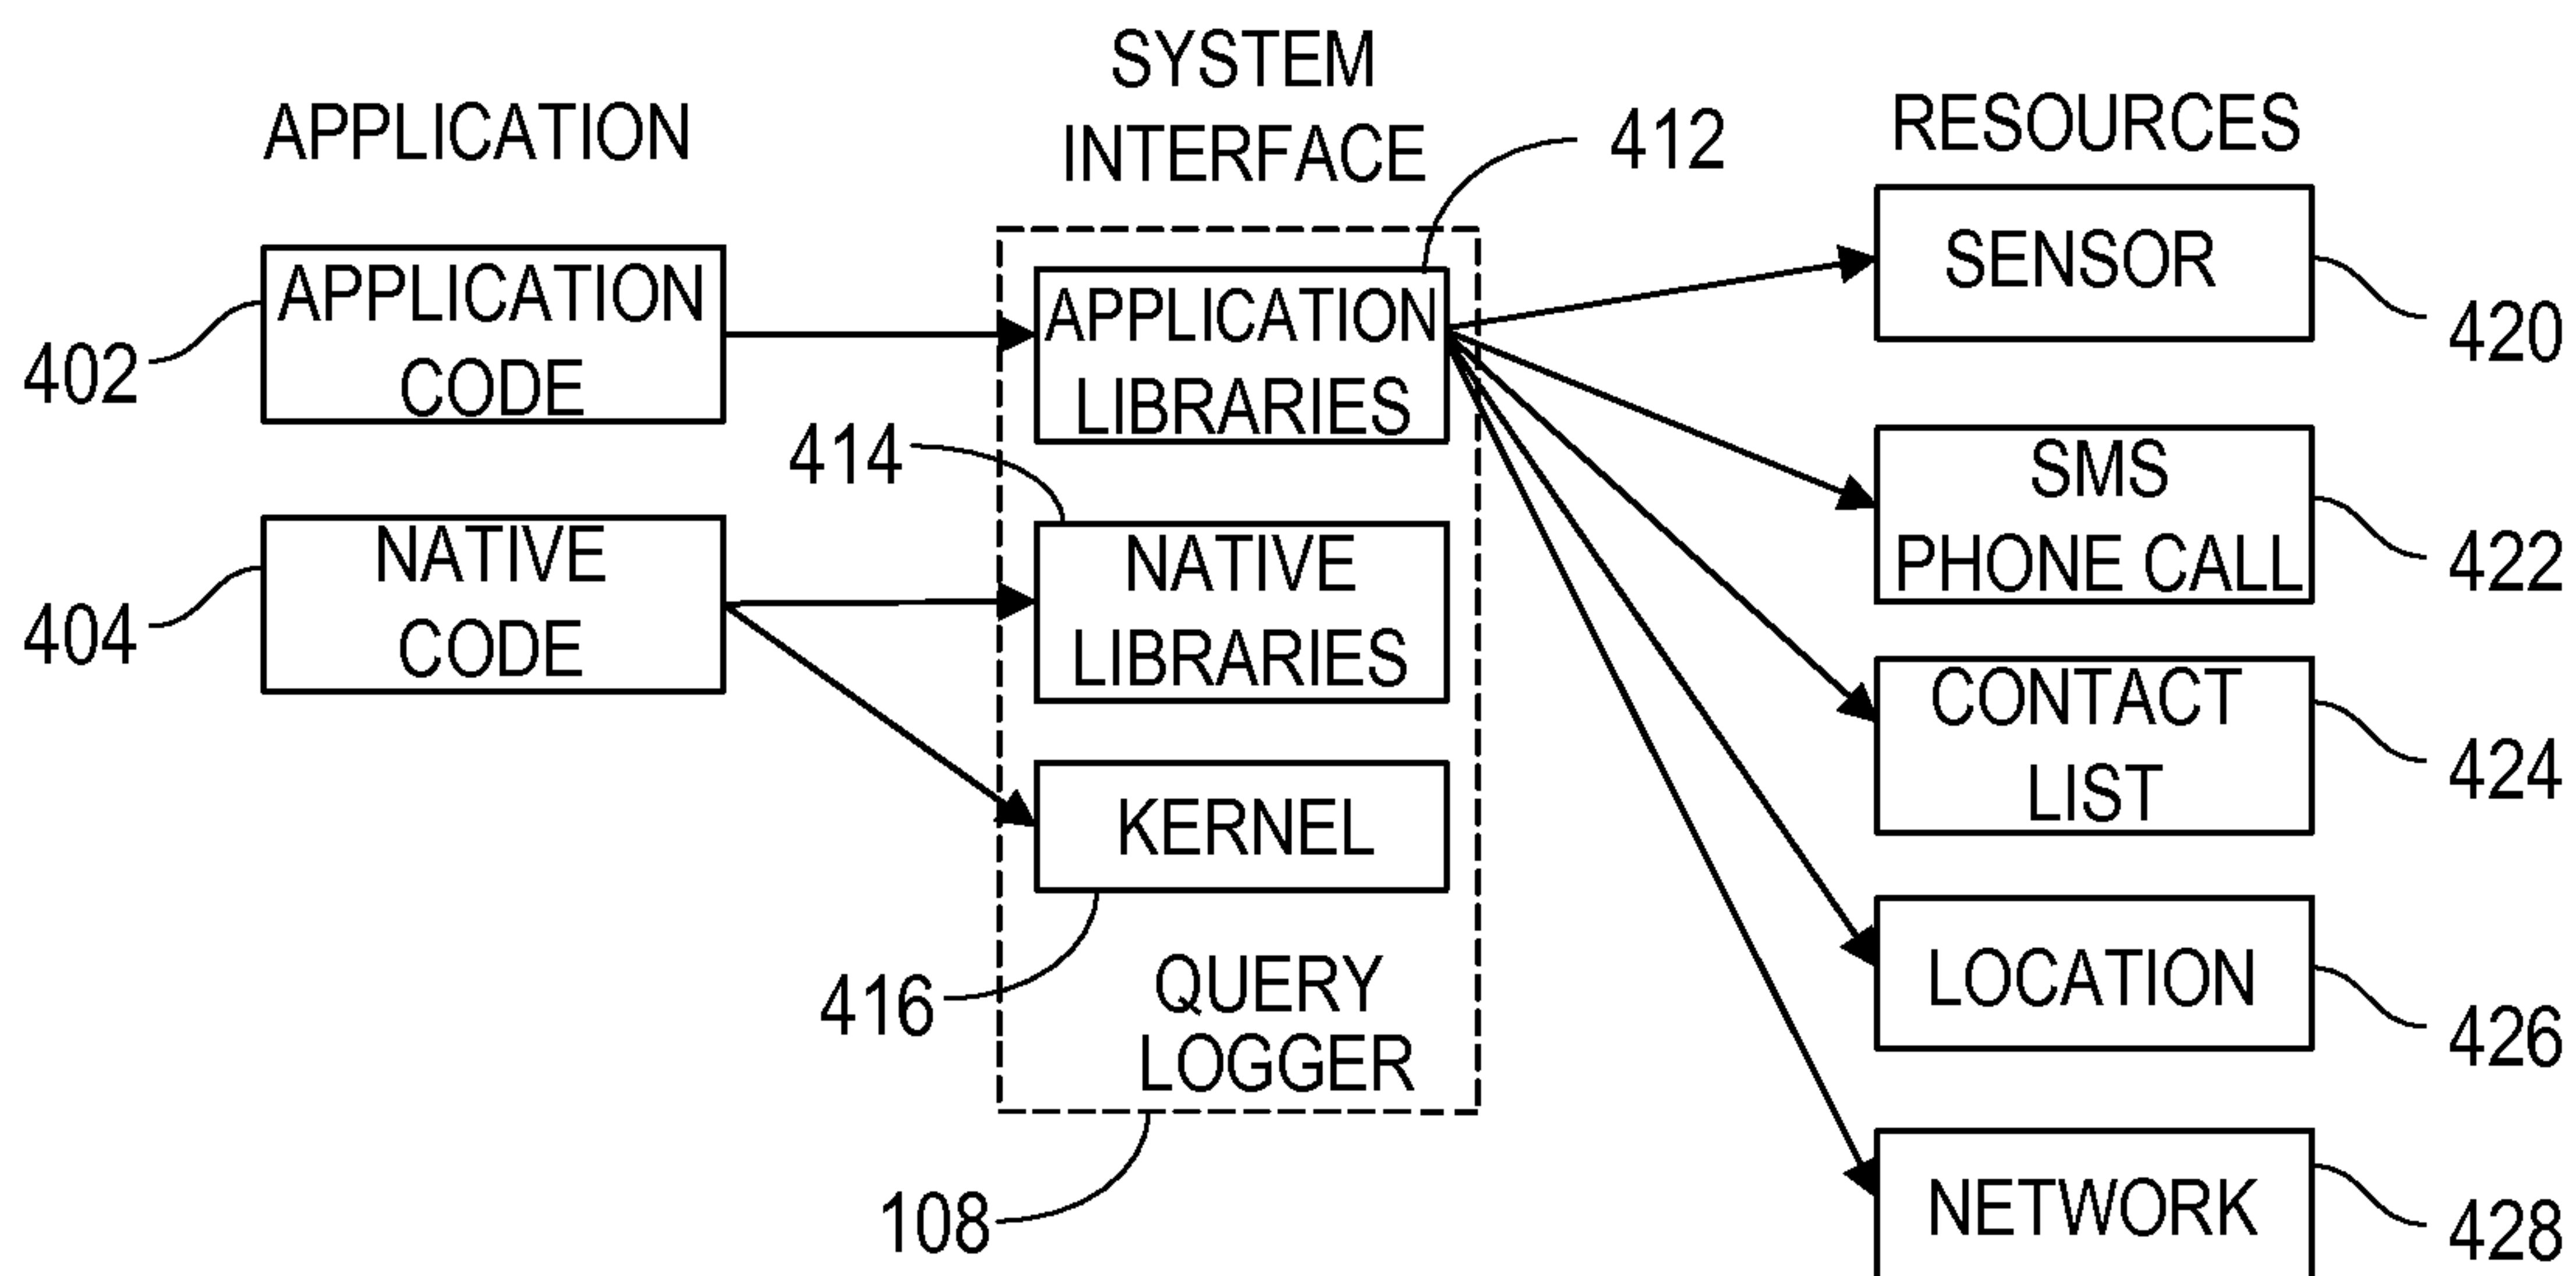 APPLICATION
SYSTEM
INTERFACE
RESOURCES
412
APPLICATION
CODE
402
APPLICATION
LIBRARIES
SENSOR
420
414
SMS
PHONE CALL
422
NATIVE
CODE
404
NATIVE
LIBRARIES
CONTACT
LIST
424
KERNEL
416
QUERY
LOGGER
108
LOCATION
426
NETWORK
428